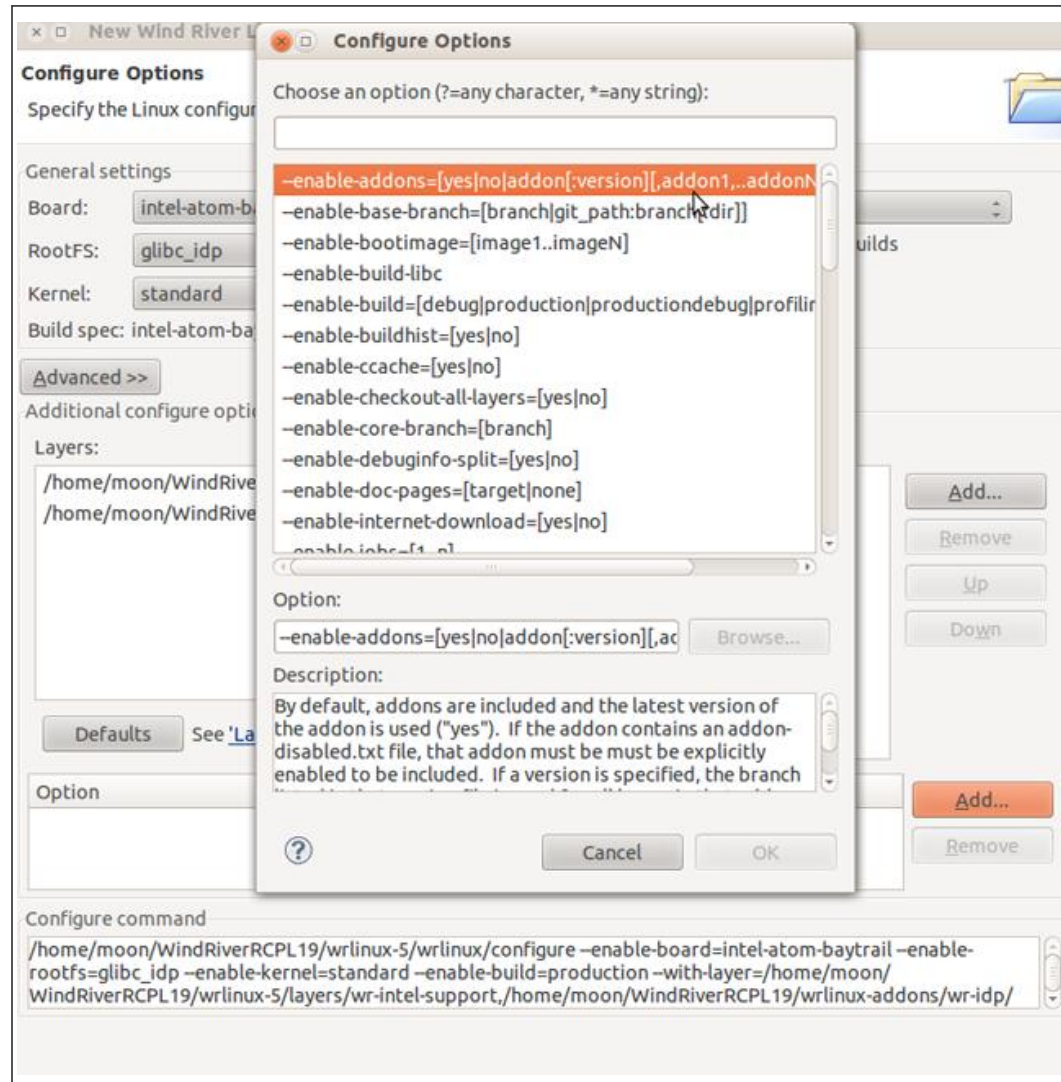 New Wind River L
Configure Options
Specify the Linux configur
General settings
Board: intel-atom-b
RootFS: glibc_idp
uilds
Kernel: standard
Build spec: intel-atom-ba
Advanced >>
Additional configure opti
Layers:
/home/moon/WindRive
/home/moon/WindRive
Add...
Remove
Up
Down
Defaults See 'La
Option
Add...
Remove
Configure Options
Choose an option (?=any character, *=any string):
--enable-addons=[yes|no|addon[:version][,addon1,..addonN
--enable-base-branch=[branch|git_path:branch[:dir]]
--enable-bootimage=[image1..imageN]
--enable-build-libc
--enable-build=[debug|production|productiondebug|profilin
--enable-buildhist=[yes|no]
--enable-ccache=[yes|no]
--enable-checkout-all-layers=[yes|no]
--enable-core-branch=[branch]
--enable-debuginfo-split=[yes|no]
--enable-doc-pages=[target|none]
--enable-internet-download=[yes|no]
--enable-jobs=[1..n]
Option:
--enable-addons=[yes|no|addon[:version][,ad Browse...
Description:
By default, addons are included and the latest version of
the addon is used ("yes"). If the addon contains an addon-
disabled.txt file, that addon must be must be explicitly
enabled to be included. If a version is specified, the branch
Cancel OK
Configure command
/home/moon/WindRiverRCPL19/wrlinux-5/wrlinux/configure --enable-board=intel-atom-baytrail --enable-
rootfs=glibc_idp --enable-kernel=standard --enable-build=production --with-layer=/home/moon/
WindRiverRCPL19/wrlinux-5/layers/wr-intel-support,/home/moon/WindRiverRCPL19/wrlinux-addons/wr-idp/